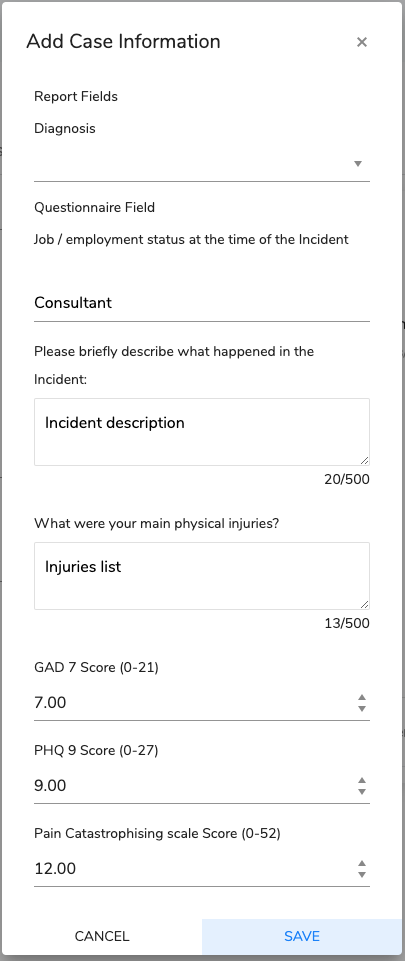 Add Case Information
×
Report Fields
Diagnosis
Questionnaire Field
Job / employment status at the time of the Incident
Consultant
Please briefly describe what happened in the
Incident:
Incident description
20/500
What were your main physical injuries?
Injuries list
13/500
GAD 7 Score (0-21)
7.00
PHQ 9 Score (0-27)
9.00
Pain Catastrophising scale Score (0-52)
12.00
CANCEL SAVE